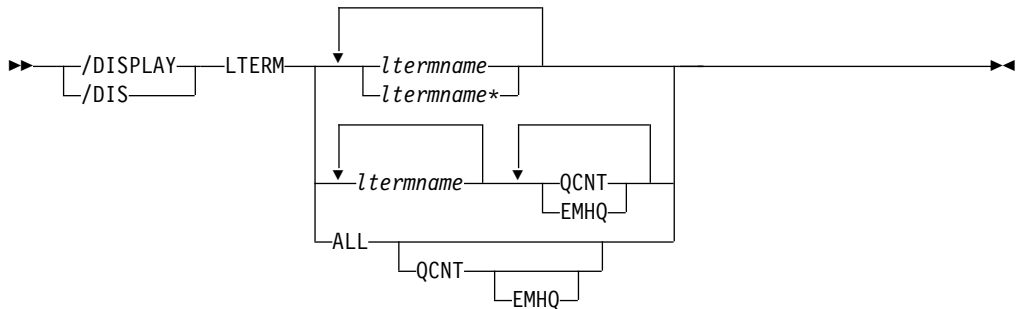 /DISPLAY LTERM ltermname
/DIS ltermname*
ltermname QCNT
EMHQ
ALL
QCNT
EMHQ